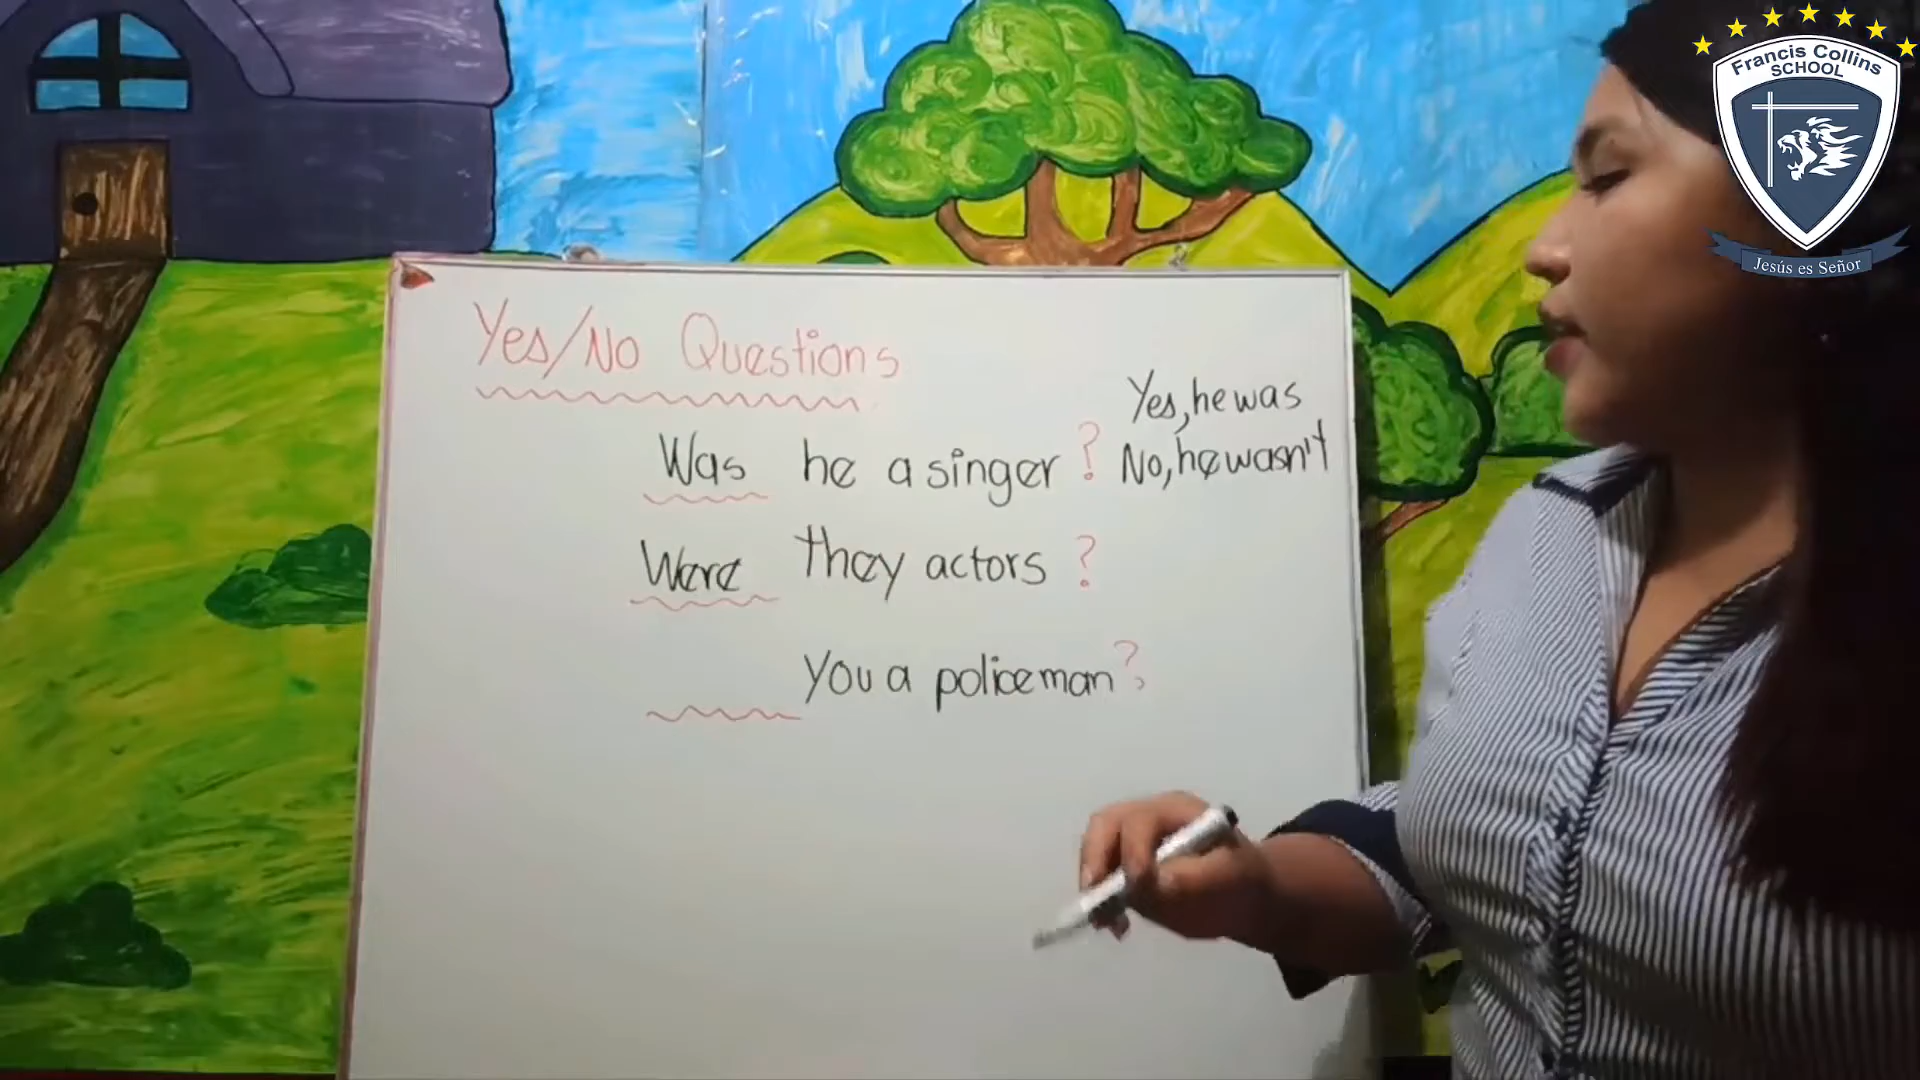 Francis Collins
SCHOOL
Jesús es Señor
Yes/No Questions
Yes, he was
Was he a singer ? No, he wasn't
Were they actors ?
You a policeman ?